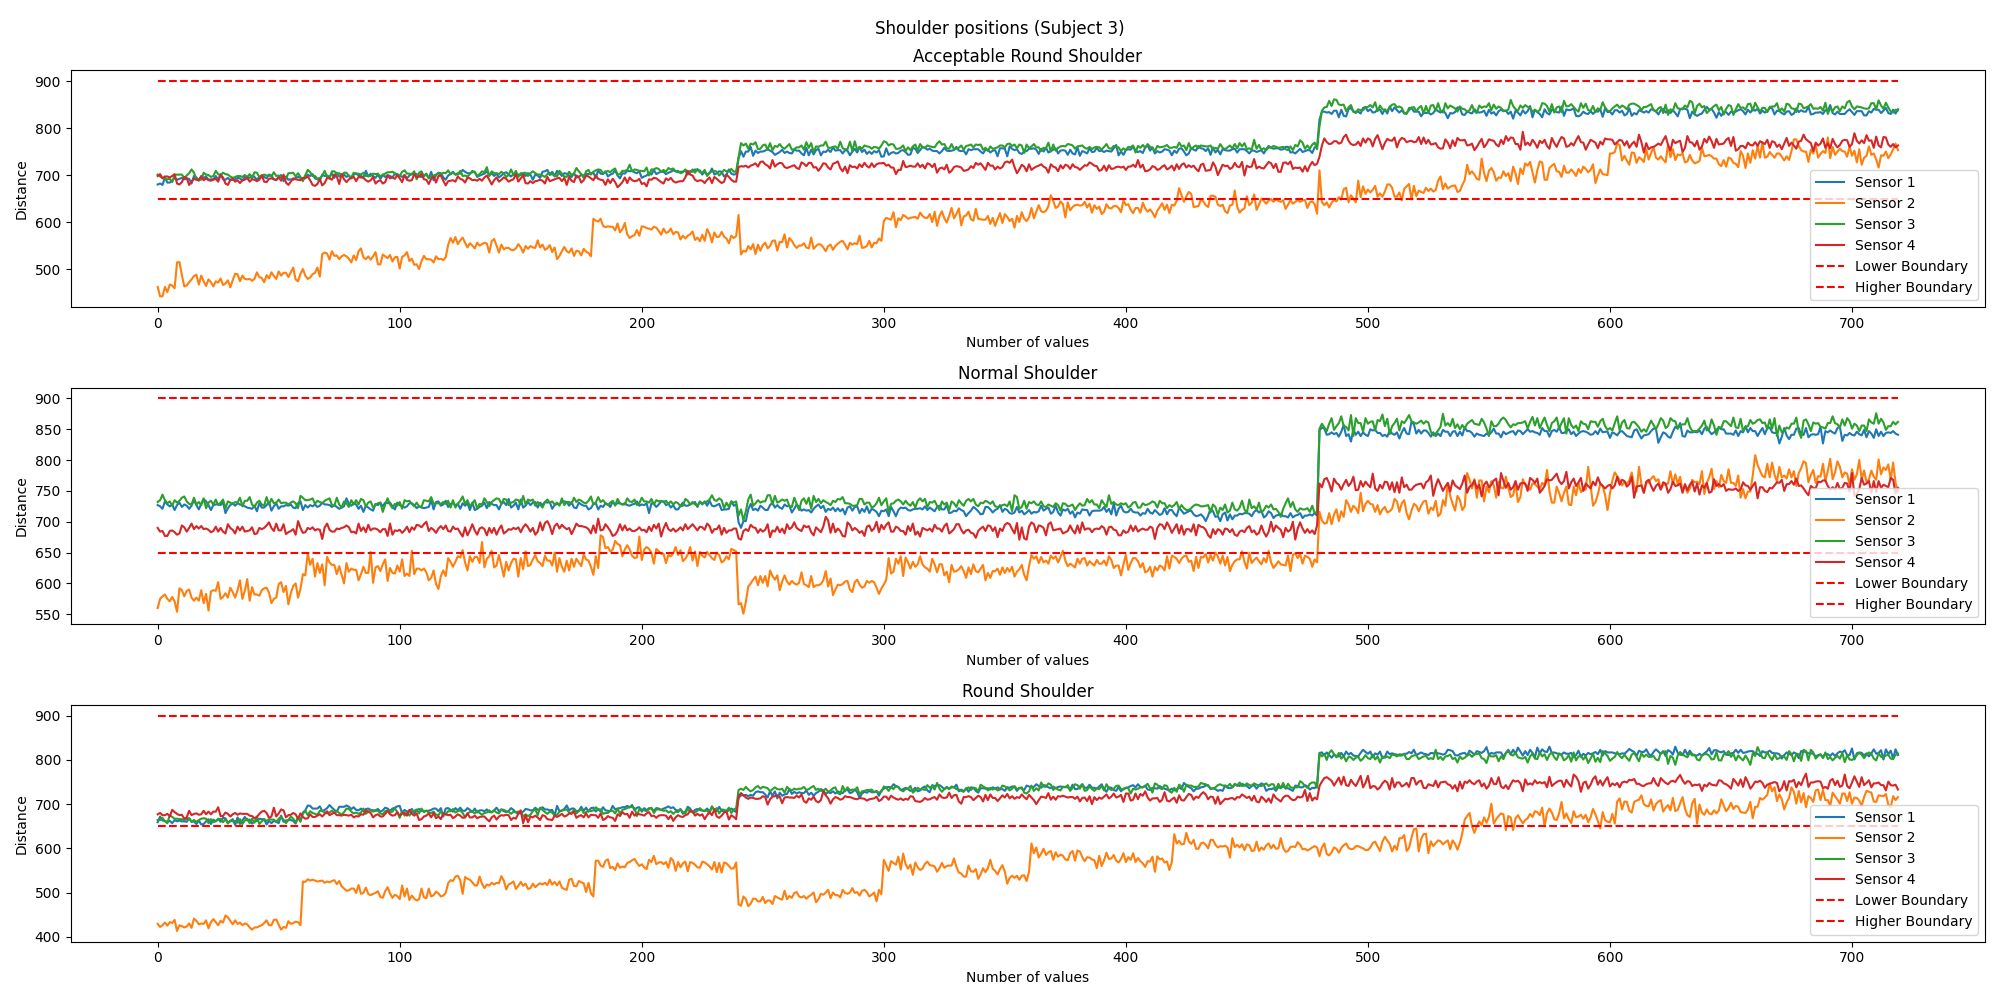 Shoulder positions (Subject 3)
Acceptable Round Shoulder
900
800
700
600
500
Distance
0 100 200 300 400 500 600 700
Number of values
Sensor 1
Sensor 2
Sensor 3
Sensor 4
Lower Boundary
Higher Boundary
Normal Shoulder
900
850
800
750
700
650
600
550
Distance
0 100 200 300 400 500 600 700
Number of values
Sensor 1
Sensor 2
Sensor 3
Sensor 4
Lower Boundary
Higher Boundary
Round Shoulder
900
800
700
600
500
400
Distance
0 100 200 300 400 500 600 700
Number of values
Sensor 1
Sensor 2
Sensor 3
Sensor 4
Lower Boundary
Higher Boundary